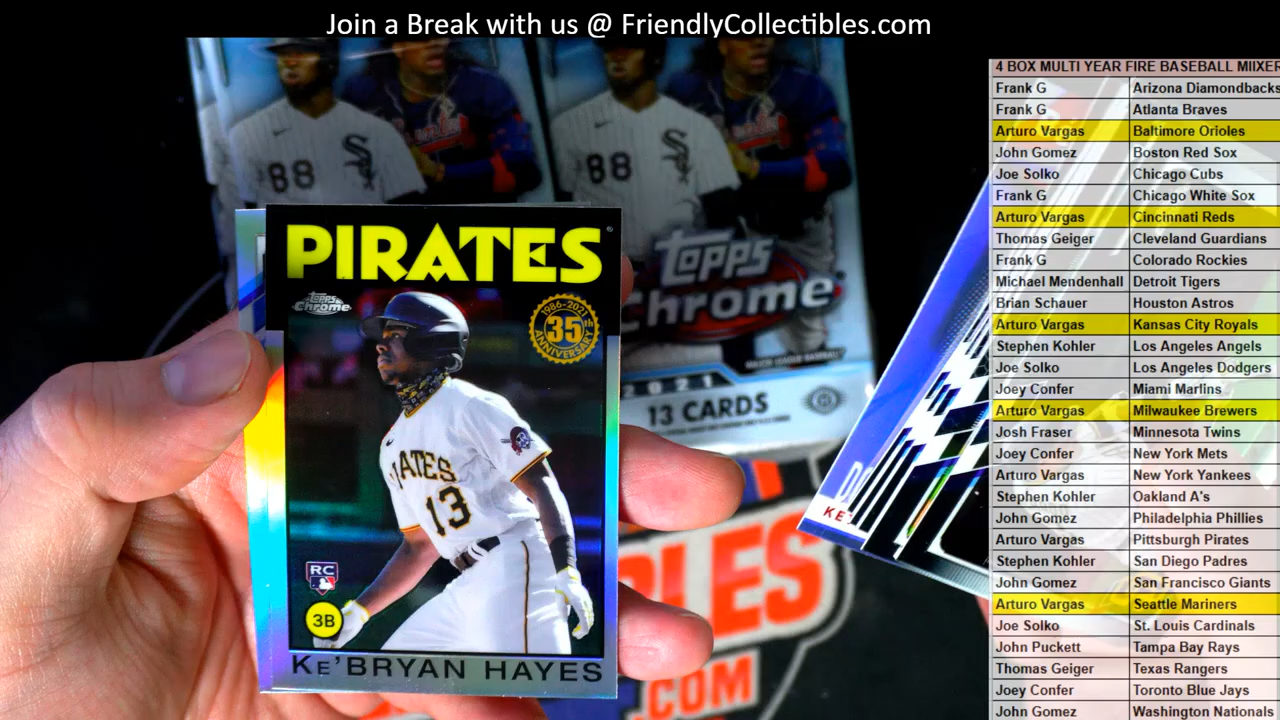 Join a Break with us @ FriendlyCollectibles.com
4 BOX MULTI YEAR FIRE BASEBALL MIIXER
Frank G Arizona Diamondbacks
Frank G Atlanta Braves
Arturo Vargas Baltimore Orioles
John Gomez Boston Red Sox
Joe Solko Chicago Cubs
Frank G Chicago White Sox
Arturo Vargas Cincinnati Reds
Thomas Geiger Cleveland Guardians
Frank G Colorado Rockies
Michael Mendenhall Detroit Tigers
Brian Schauer Houston Astros
Arturo Vargas Kansas City Royals
Stephen Kohler Los Angeles Angels
Joe Solko Los Angeles Dodgers
Joey Confer Miami Marlins
Arturo Vargas Milwaukee Brewers
Josh Fraser Minnesota Twins
Joey Confer New York Mets
Arturo Vargas New York Yankees
Stephen Kohler Oakland A's
John Gomez Philadelphia Phillies
Arturo Vargas Pittsburgh Pirates
Stephen Kohler San Diego Padres
John Gomez San Francisco Giants
Arturo Vargas Seattle Mariners
Joe Solko St. Louis Cardinals
John Puckett Tampa Bay Rays
Thomas Geiger Texas Rangers
Joey Confer Toronto Blue Jays
John Gomez Washington Nationals
PIRATES®
Topps
Chrome
1986-2021
35th
ANNIVERSARY
PIRATES
13
RC
3B
KE'BRYAN HAYES
88
Sox
88
Sox
Topps
Chrome
MAJOR LEAGUE BASEBALL
2021
13 CARDS
KE'
LES
.COM